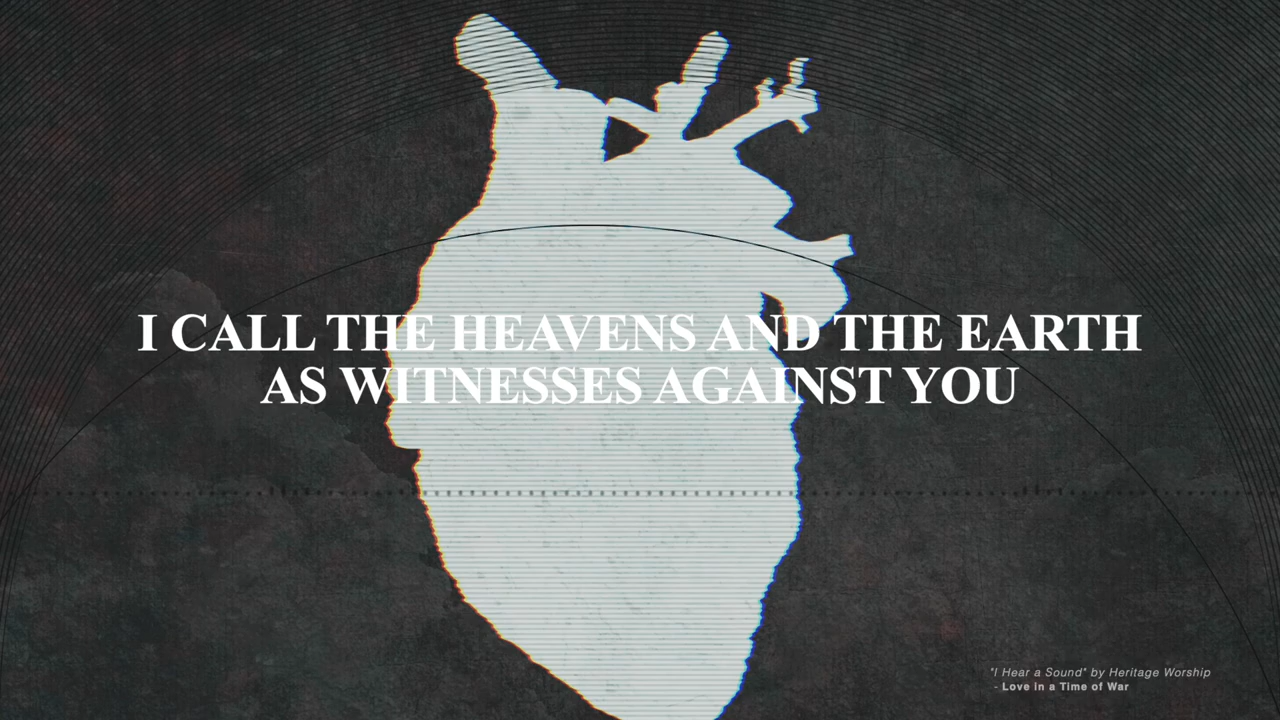 I CALL THE HEAVENS AND THE EARTH
AS WITNESSES AGAINST YOU
"I Hear a Sound" by Heritage Worship
- Love in a Time of War